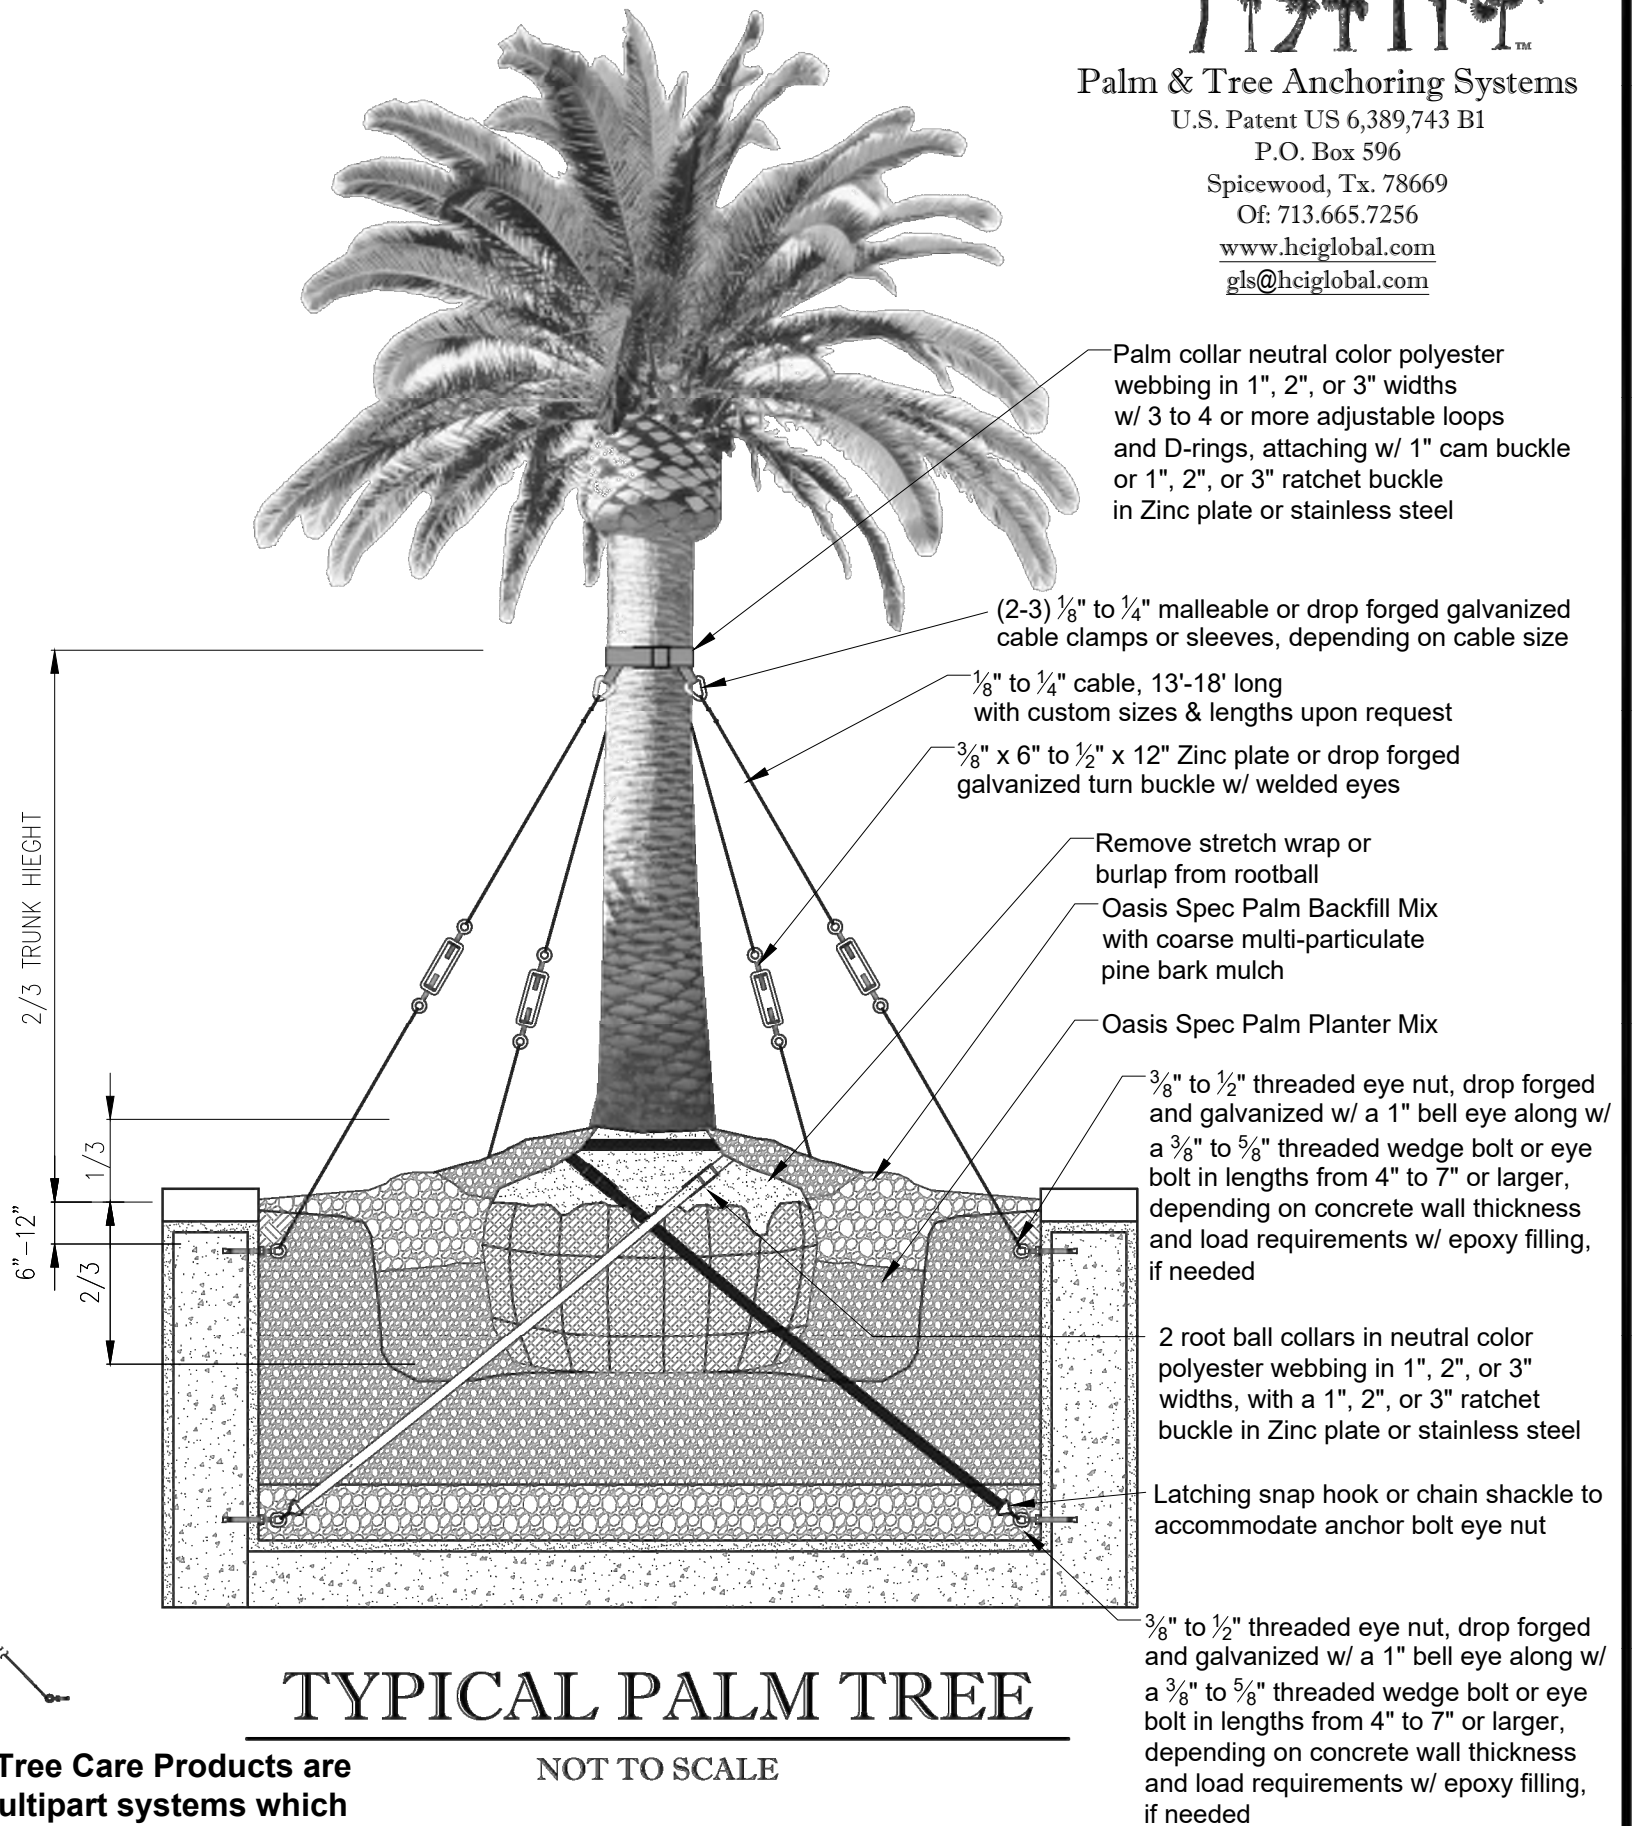 TM
Palm & Tree Anchoring Systems
U.S. Patent US 6,389,743 B1
P.O. Box 596
Spicewood, Tx. 78669
Of: 713.665.7256
www.hciglobal.com
gls@hciglobal.com
Palm collar neutral color polyester
webbing in 1", 2", or 3" widths
w/ 3 to 4 or more adjustable loops
and D-rings, attaching w/ 1" cam buckle
or 1", 2", or 3" ratchet buckle
in Zinc plate or stainless steel
(2-3) 1/8" to 1/4" malleable or drop forged galvanized
cable clamps or sleeves, depending on cable size
1/8" to 1/4" cable, 13'-18' long
with custom sizes & lengths upon request
3/8" x 6" to 1/2" x 12" Zinc plate or drop forged
galvanized turn buckle w/ welded eyes
Remove stretch wrap or
burlap from rootball
Oasis Spec Palm Backfill Mix
with coarse multi-particulate
pine bark mulch
Oasis Spec Palm Planter Mix
3/8" to 1/2" threaded eye nut, drop forged
and galvanized w/ a 1" bell eye along w/
a 3/8" to 5/8" threaded wedge bolt or eye
bolt in lengths from 4" to 7" or larger,
depending on concrete wall thickness
and load requirements w/ epoxy filling,
if needed
2 root ball collars in neutral color
polyester webbing in 1", 2", or 3"
widths, with a 1", 2", or 3" ratchet
buckle in Zinc plate or stainless steel
Latching snap hook or chain shackle to
accommodate anchor bolt eye nut
3/8" to 1/2" threaded eye nut, drop forged
and galvanized w/ a 1" bell eye along w/
a 3/8" to 5/8" threaded wedge bolt or eye
bolt in lengths from 4" to 7" or larger,
depending on concrete wall thickness
and load requirements w/ epoxy filling,
if needed
2/3 TRUNK HIEGHT
1/3
6"-12"
2/3
TYPICAL PALM TREE
NOT TO SCALE
Tree Care Products are
ultipart systems which